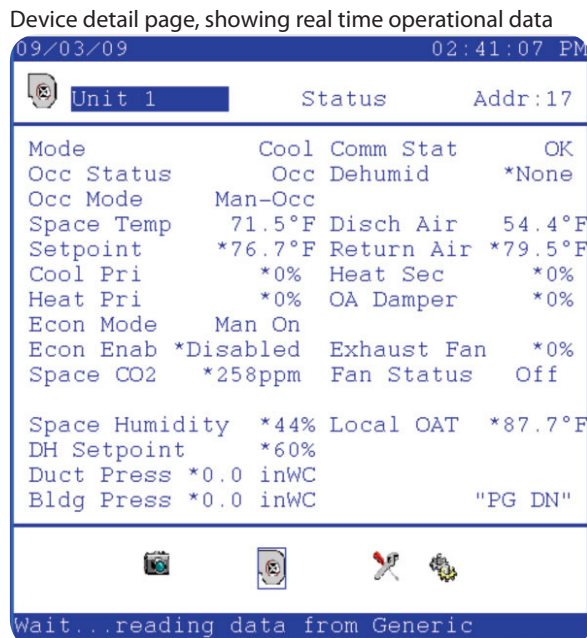 Device detail page, showing real time operational data
09/03/09 02:41:07 PM
Unit 1 Status Addr:17
Mode Cool Comm Stat OK
Occ Status Occ Dehumid *None
Occ Mode Man-Occ
Space Temp 71.5°F Disch Air 54.4°F
Setpoint *76.7°F Return Air *79.5°F
Cool Pri *0% Heat Sec *0%
Heat Pri *0% OA Damper *0%
Econ Mode Man On
Econ Enab *Disabled Exhaust Fan *0%
Space CO2 *258ppm Fan Status Off
Space Humidity *44% Local OAT *87.7°F
DH Setpoint *60%
Duct Press *0.0 inWC
Bldg Press *0.0 inWC "PG DN"
Wait...reading data from Generic